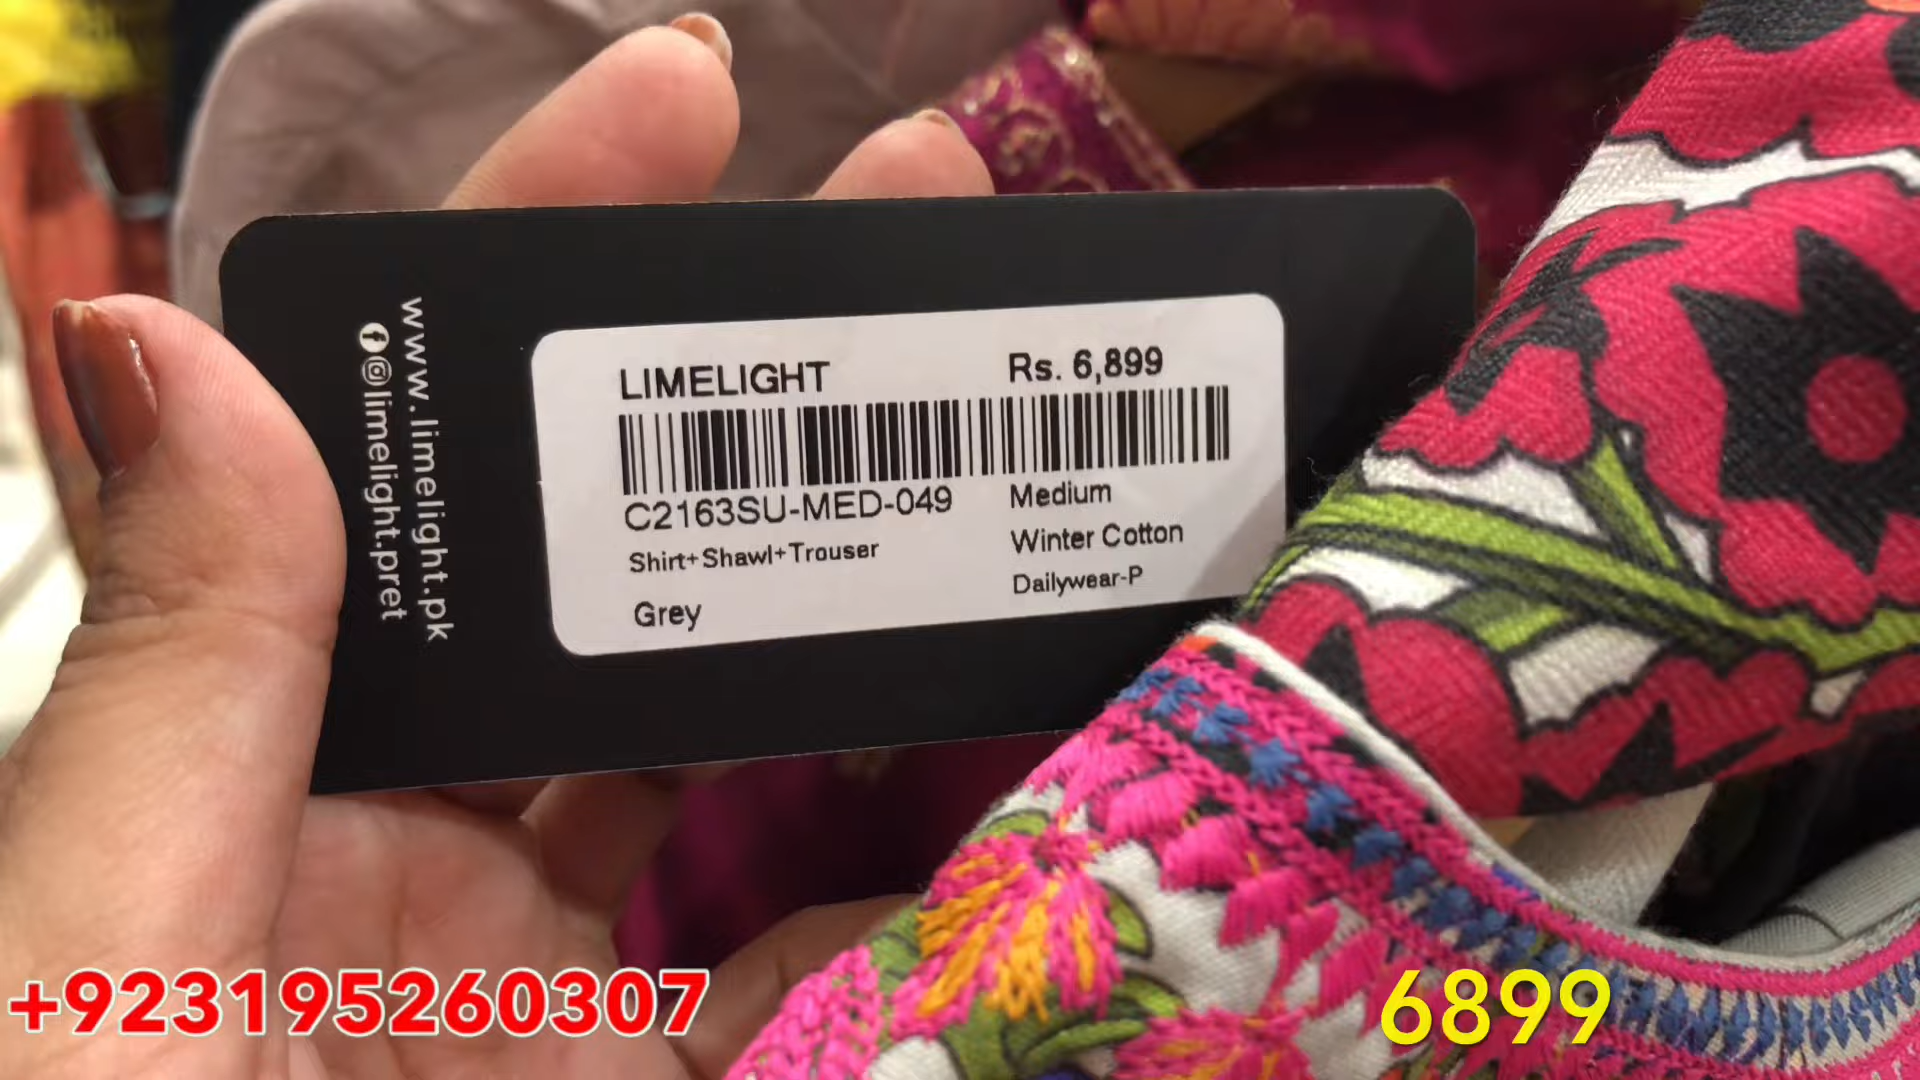 www.limelight.pk
limelight.pret
LIMELIGHT
Rs. 6,899
C2163SU-MED-049
Medium
Shirt+Shawl+Trouser
Winter Cotton
Grey
Dailywear-P
+923195260307
6899